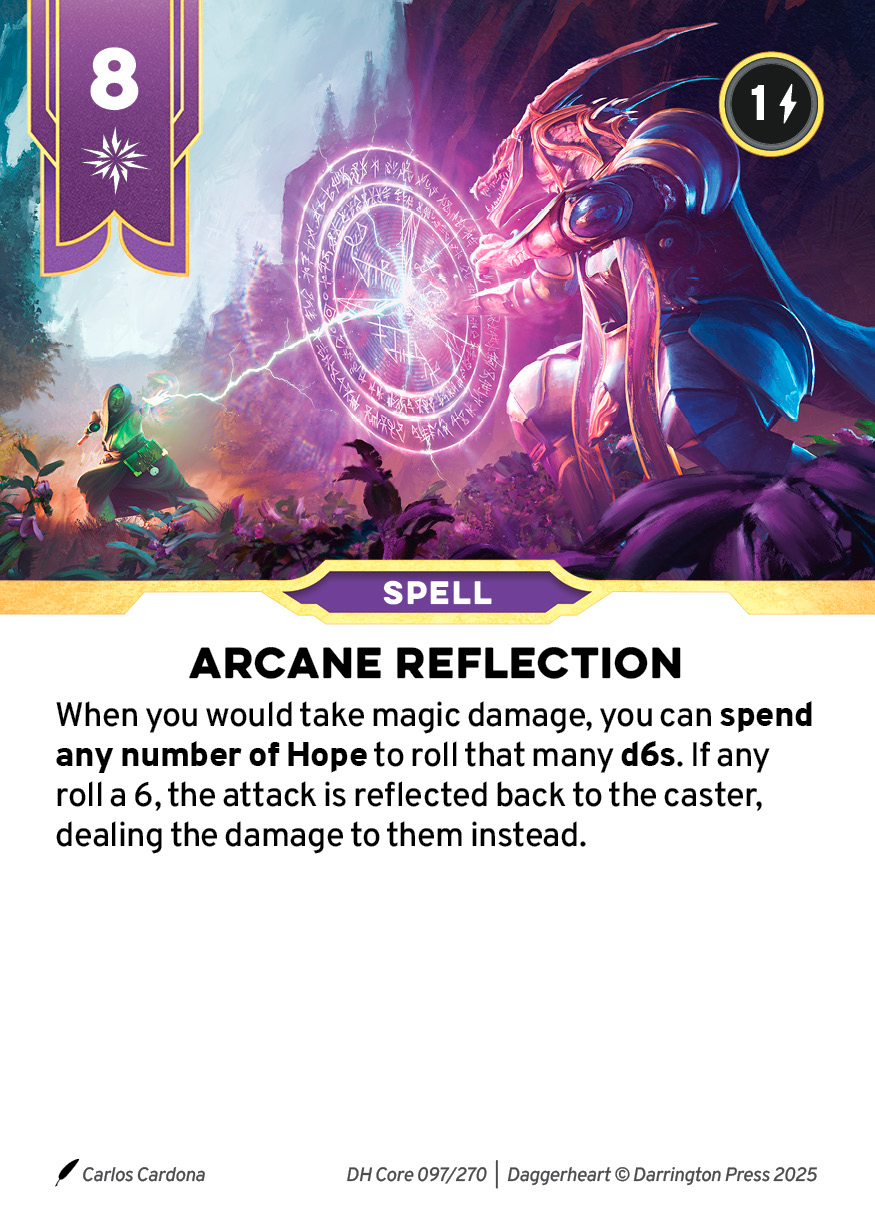 8
1
SPELL
ARCANE REFLECTION
When you would take magic damage, you can spend
any number of Hope to roll that many d6s. If any
roll a 6, the attack is reflected back to the caster,
dealing the damage to them instead.
Carlos Cardona
DH Core 097/270 | Daggerheart © Darrington Press 2025